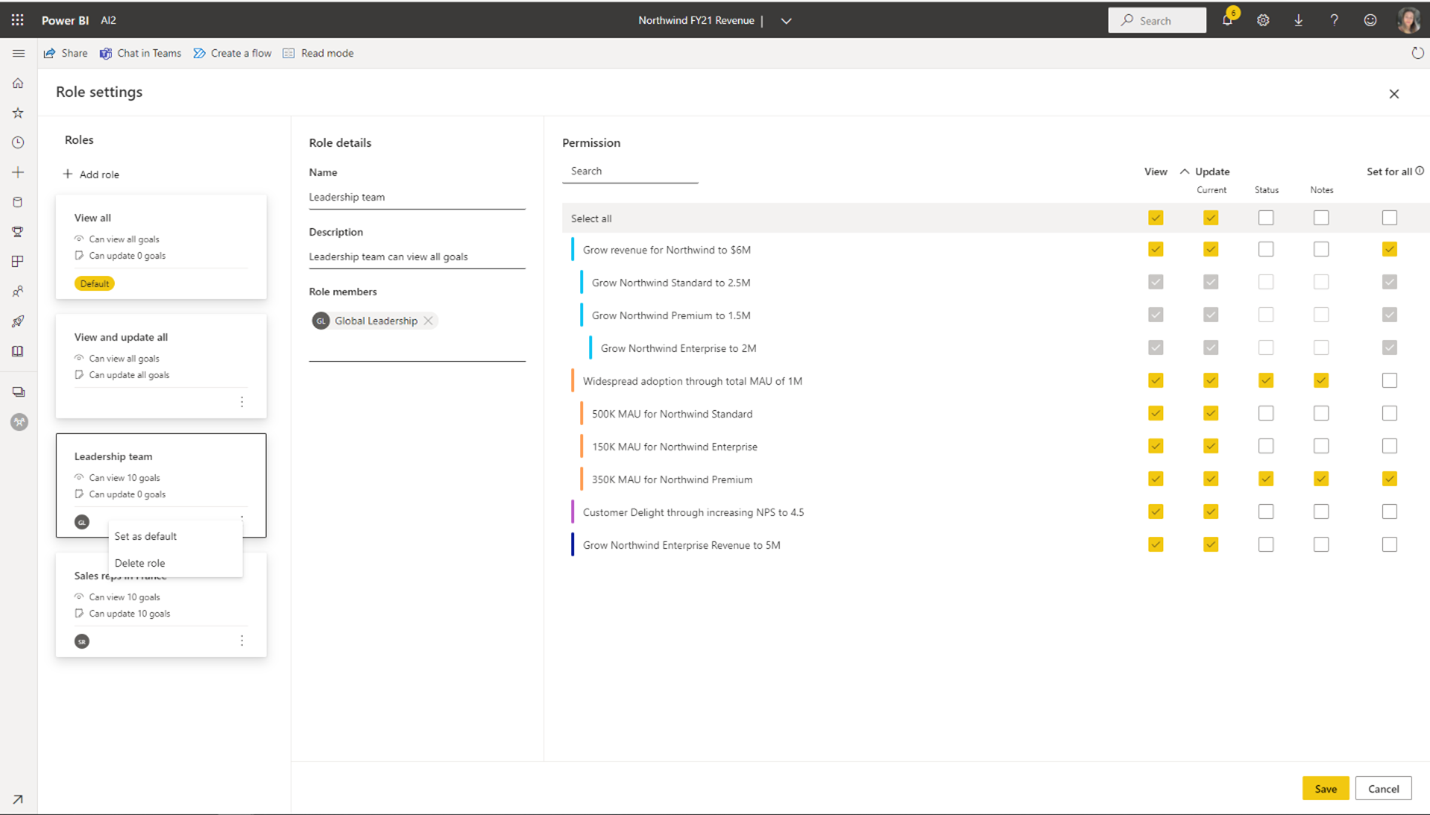 Power BI AI2
Northwind FY21 Revenue |
Search
6
Share Chat in Teams Create a flow Read mode
Role settings
Roles
Add role
View all
Can view all goals
Can update 0 goals
Default
View and update all
Can view all goals
Can update all goals
Leadership team
Can view 10 goals
Can update 0 goals
GL
Set as default
Delete role
Sales reps in France
Can view 10 goals
Can update 10 goals
SR
Role details
Name
Leadership team
Description
Leadership team can view all goals
Role members
GL Global Leadership
Permission
Search
View Update Set for all
Current Status Notes
Select all
Grow revenue for Northwind to $6M
Grow Northwind Standard to 2.5M
Grow Northwind Premium to 1.5M
Grow Northwind Enterprise to 2M
Widespread adoption through total MAU of 1M
500K MAU for Northwind Standard
150K MAU for Northwind Enterprise
350K MAU for Northwind Premium
Customer Delight through increasing NPS to 4.5
Grow Northwind Enterprise Revenue to 5M
Save Cancel